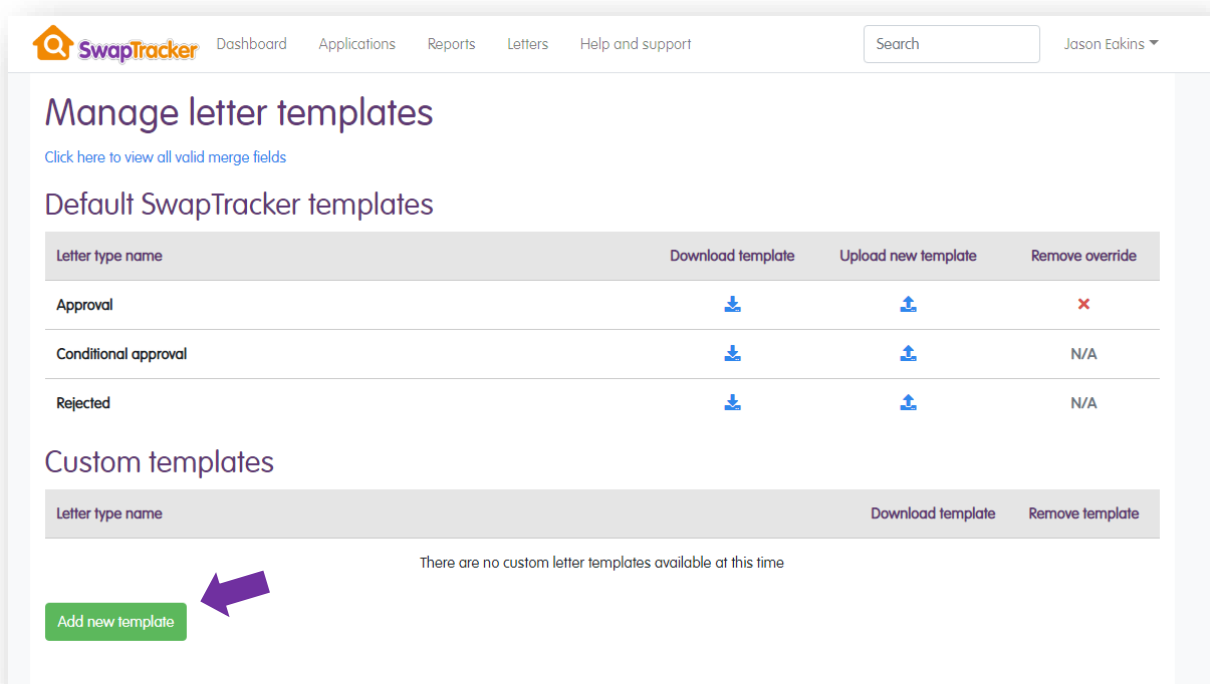 SwapTracker Dashboard Applications Reports Letters Help and support Search Jason Eakins
Manage letter templates
Click here to view all valid merge fields
Default SwapTracker templates
Letter type name Download template Upload new template Remove override
Approval
Conditional approval N/A
Rejected N/A
Custom templates
Letter type name Download template Remove template
There are no custom letter templates available at this time
Add new template